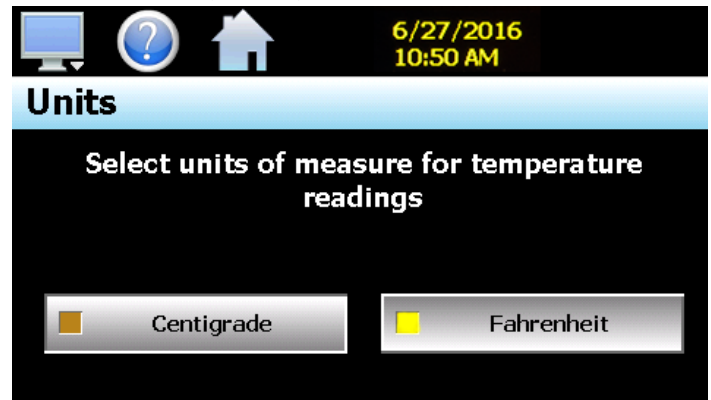 ?
6/27/2016
10:50 AM
Units
Select units of measure for temperature
readings
Centigrade
Fahrenheit